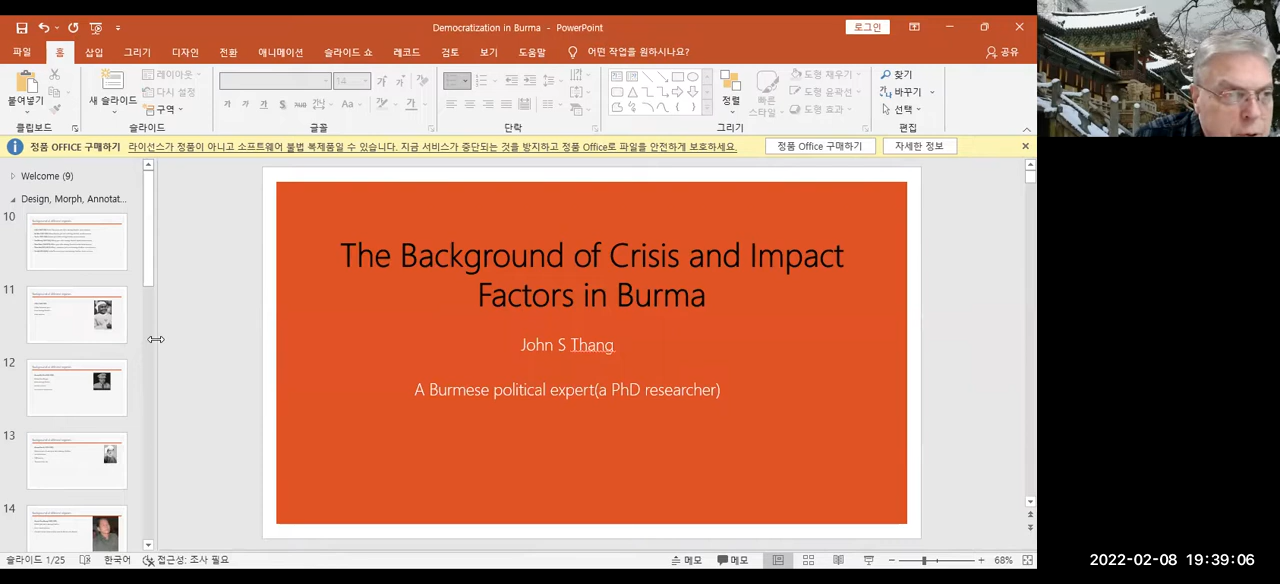 Democratization in Burma - PowerPoint
로그인
파일 홈 삽입 그리기 디자인 전환 애니메이션 슬라이드 쇼 레코드 검토 보기 도움말 어떤 작업을 원하시나요? 공유
붙여넣기
새 슬라이드
레이아웃
다시 설정
구역
14
가 가 가 가 S 가나 Aa 가
정렬
빠른 스타일
도형 채우기
도형 윤곽선
도형 효과
찾기
바꾸기
선택
클립보드 슬라이드 글꼴 단락 그리기 편집
정품 OFFICE 구매하기 라이선스가 정품이 아니고 소프트웨어 불법 복제품일 수 있습니다. 지금 서비스가 중단되는 것을 방지하고 정품 Office로 파일을 안전하게 보호하세요. 정품 Office 구매하기 자세한 정보
Welcome (9)
Design, Morph, Annotat...
10
11
12
13
14
The Background of Crisis and Impact
Factors in Burma
John S Thang
A Burmese political expert(a PhD researcher)
슬라이드 1/25 한국어 접근성: 조사 필요 메모 메모 68%
2022-02-08 19:39:06